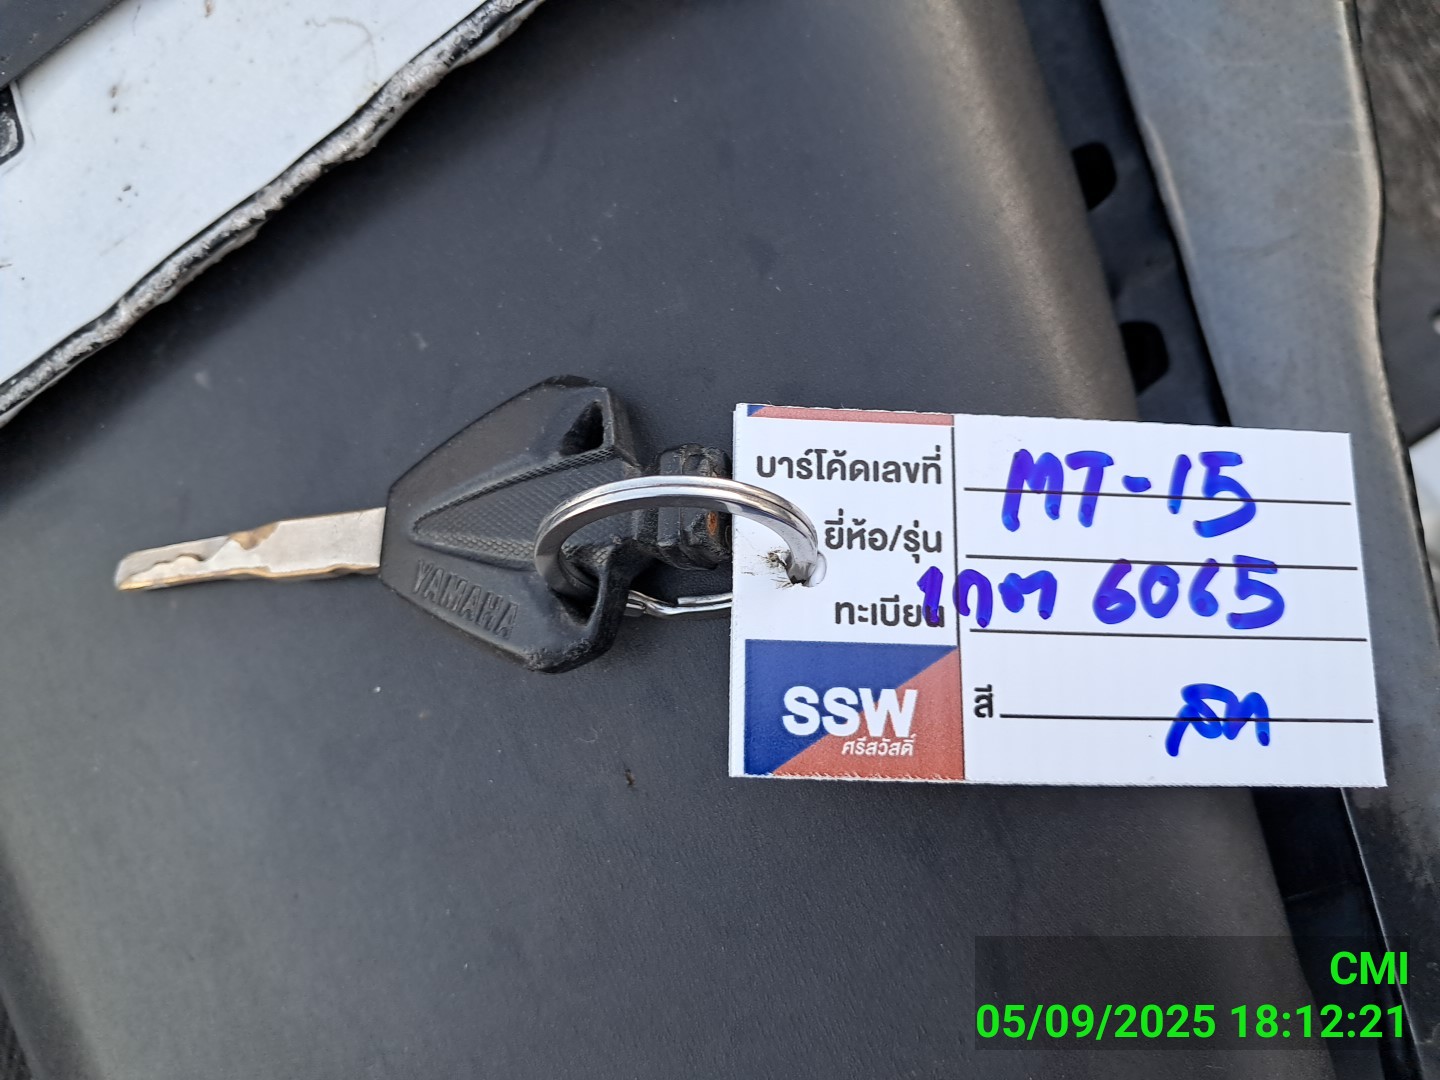 YAMAHA
บาร์โค้ดเลขที่
MT-15
ยี่ห้อ/รุ่น
ทะเบียน
1กต 6065
SSW
ศรีสวัสดิ์
สี
CMI
05/09/2025 18:12:21